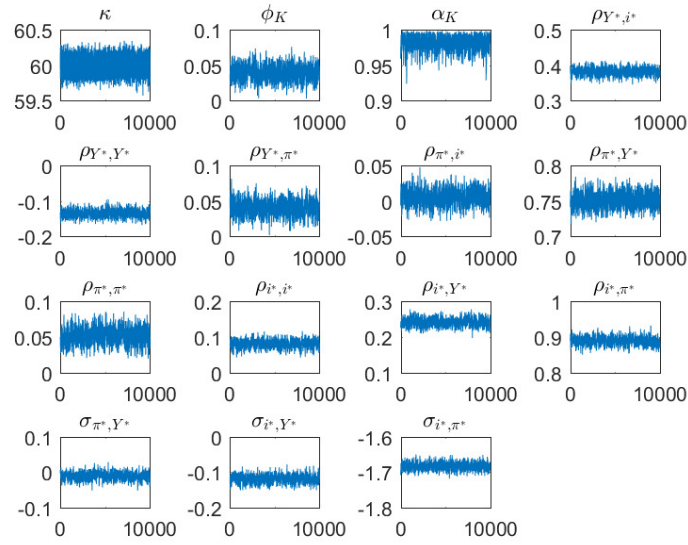 κ ϕ_K α_K ρ_{Y*,i*}
60.5 0.1 1 0.4
60 0.05 0.95 0.4
59.5 0 0.9 0.3
0 10000 0 10000 0 10000 0 10000
ρ_{Y*,Y*} ρ_{Y*,π*} ρ_{π*,i*} ρ_{π*,Y*}
0 0.1 0.05 0.8
-0.1 0.05 0 0.75
-0.2 0 -0.05 0.7
0 10000 0 10000 0 10000 0 10000
ρ_{π*,π*} ρ_{i*,i*} ρ_{i*,Y*} ρ_{i*,π*}
0.1 0.2 0.3 1
0.05 0.1 0.2 0.9
0 0 0.1 0.8
0 10000 0 10000 0 10000 0 10000
σ_{π*,Y*} σ_{i*,Y*} σ_{i*,π*}
0.1 0 -1.6
0 -0.1 -1.7
-0.1 -0.2 -1.8
0 10000 0 10000 0 10000